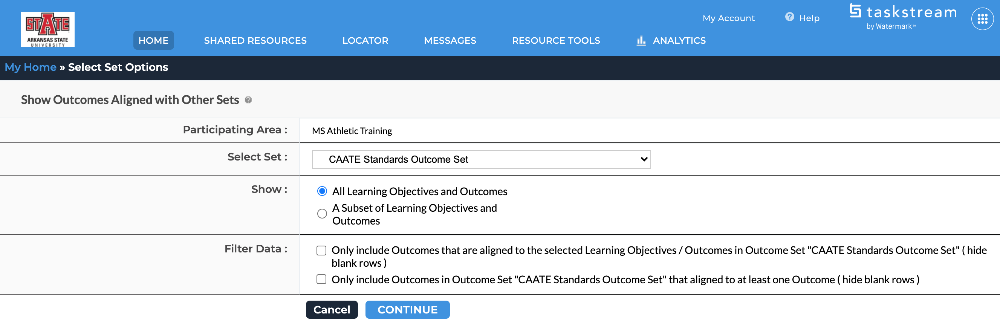 STATE
ARKANSAS STATE
UNIVERSITY
My Account
Help
taskstream
by Watermark™
HOME
SHARED RESOURCES
LOCATOR
MESSAGES
RESOURCE TOOLS
ANALYTICS
My Home » Select Set Options
Show Outcomes Aligned with Other Sets
Participating Area :
MS Athletic Training
Select Set :
CAATE Standards Outcome Set
Show :
All Learning Objectives and Outcomes
A Subset of Learning Objectives and
Outcomes
Filter Data :
Only include Outcomes that are aligned to the selected Learning Objectives / Outcomes in Outcome Set "CAATE Standards Outcome Set" ( hide
blank rows )
Only include Outcomes in Outcome Set "CAATE Standards Outcome Set" that aligned to at least one Outcome ( hide blank rows )
Cancel
CONTINUE